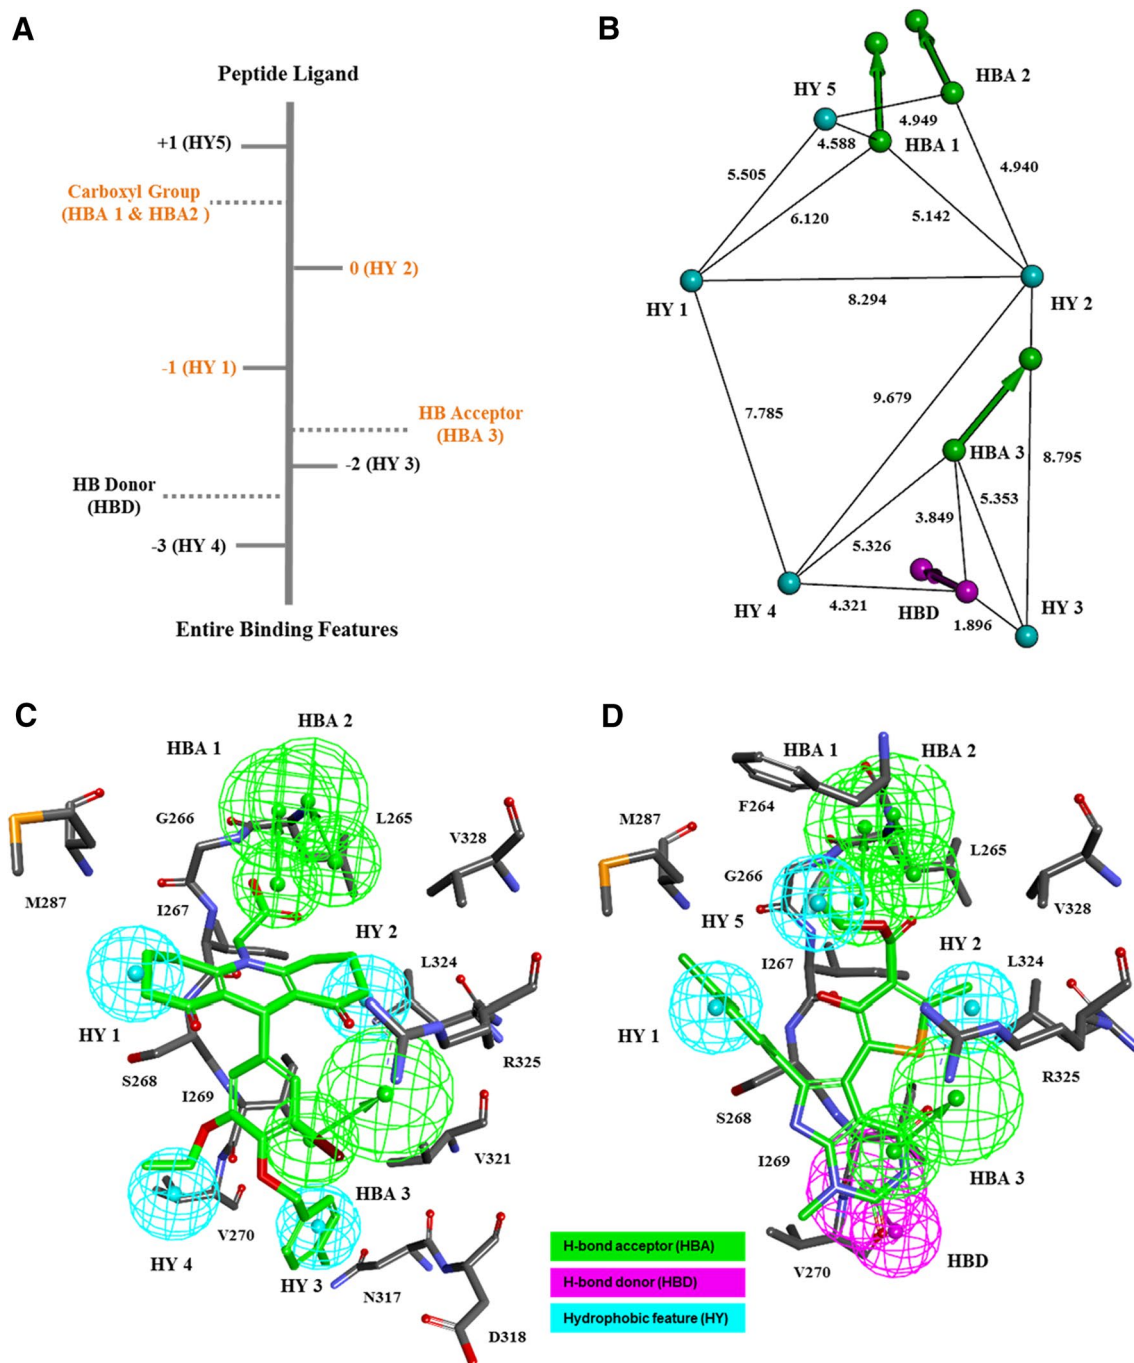 A
Peptide Ligand
+1 (HY5)
Carboxyl Group
(HBA 1 & HBA2 )
0 (HY 2)
-1 (HY 1)
HB Acceptor
(HBA 3)
-2 (HY 3)
HB Donor
(HBD)
-3 (HY 4)
Entire Binding Features
B
HBA 2
HY 5
4.949
4.588
HBA 1
4.940
5.505
6.120
5.142
HY 1
8.294
HY 2
7.785
9.679
HBA 3
8.795
5.353
3.849
5.326
HY 4
4.321
HBD
1.896
HY 3
C
HBA 2
HBA 1
G266
L265
V328
M287
I267
HY 2
L324
HY 1
S268
I269
R325
V321
HBA 3
V270
HY 4
HY 3
N317
D318
D
HBA 1
HBA 2
F264
M287
L265
G266
V328
HY 5
HY 2
I267
L324
HY 1
R325
S268
I269
HBA 3
V270
HBD
H-bond acceptor (HBA)
H-bond donor (HBD)
Hydrophobic feature (HY)